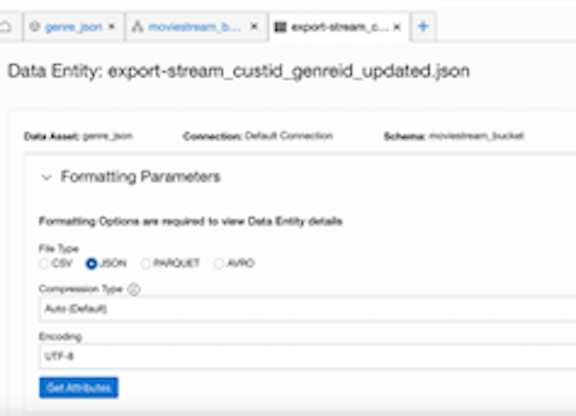 genre_json × moviestream_b... × export-stream_c... × +
Data Entity: export-stream_custid_genreid_updated.json
Data Asset: genre_json Connection: Default Connection Schema: moviestream_bucket
Formatting Parameters
Formatting Options are required to view Data Entity details
File Type
CSV JSON PARQUET AVRO
Compression Type
Auto (Default)
Encoding
UTF-8
Get Attributes